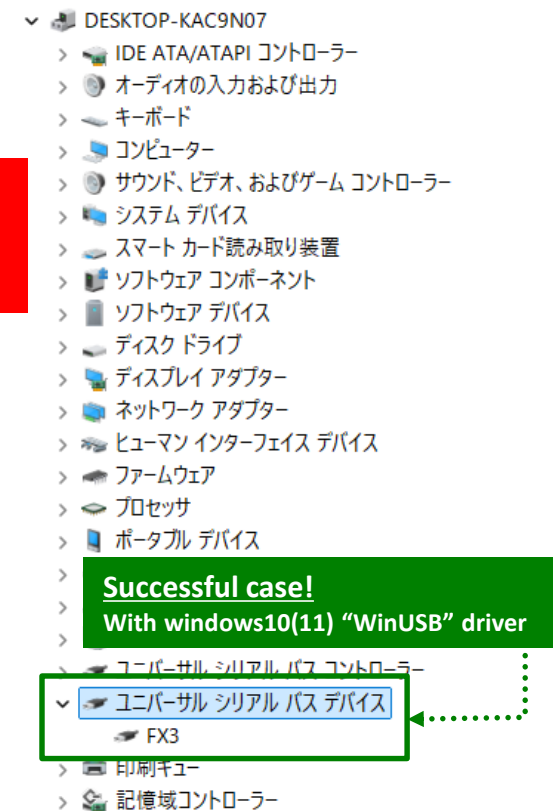 DESKTOP-KAC9N07
IDE ATA/ATAPI コントローラー
オーディオの入力および出力
キーボード
コンピューター
サウンド、ビデオ、およびゲーム コントローラー
システム デバイス
スマート カード読み取り装置
ソフトウェア コンポーネント
ソフトウェア デバイス
ディスク ドライブ
ディスプレイ アダプター
ネットワーク アダプター
ヒューマン インターフェイス デバイス
ファームウェア
プロセッサ
ポータブル デバイス
Successful case!
With windows10(11) “WinUSB” driver
ユニバーサル シリアル バス コントローラー
ユニバーサル シリアル バス デバイス
FX3
印刷キュー
記憶域コントローラー